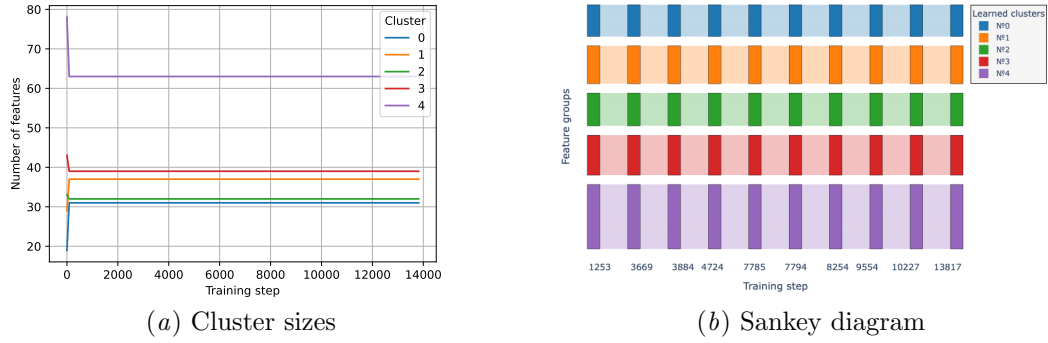 80
70
60
50
40
30
20
Number of features
Cluster
0
1
2
3
4
0 2000 4000 6000 8000 10000 12000 14000
Training step
(a) Cluster sizes
Feature groups
Learned clusters
№0
№1
№2
№3
№4
1253 3669 3884 4724 7785 7794 8254 9554 10227 13817
Training step
(b) Sankey diagram